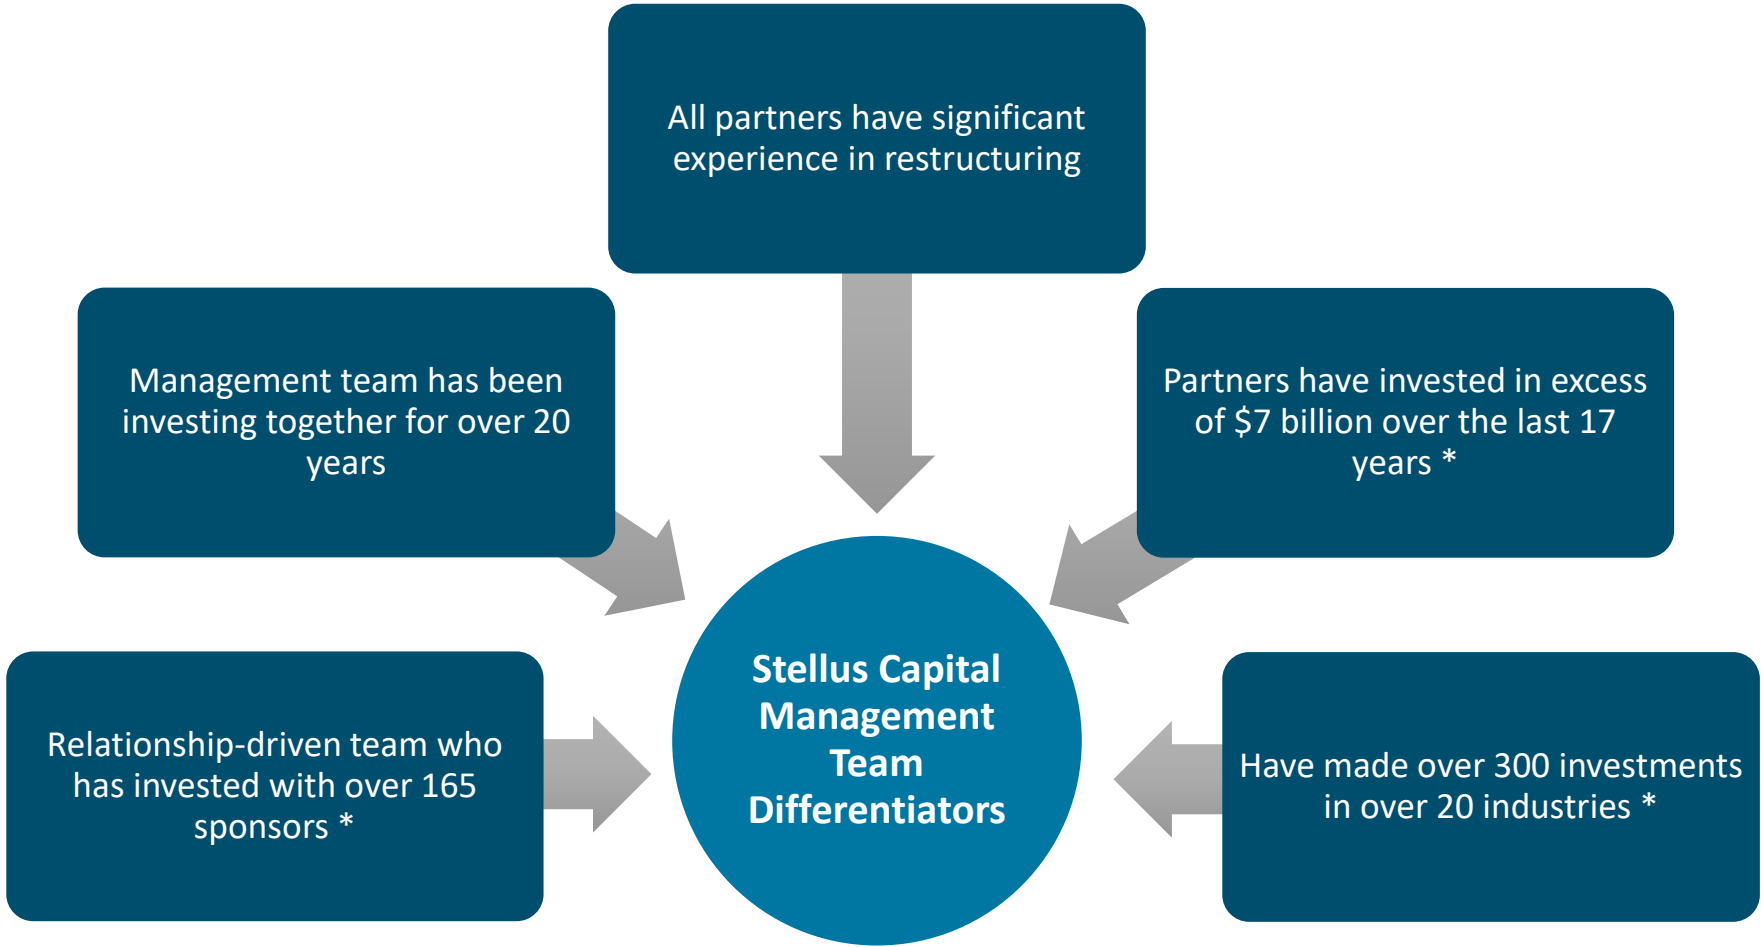 All partners have significant
experience in restructuring
Management team has been
investing together for over 20
years
Partners have invested in excess
of $7 billion over the last 17
years *
Relationship-driven team who
has invested with over 165
sponsors *
Stellus Capital
Management
Team
Differentiators
Have made over 300 investments
in over 20 industries *